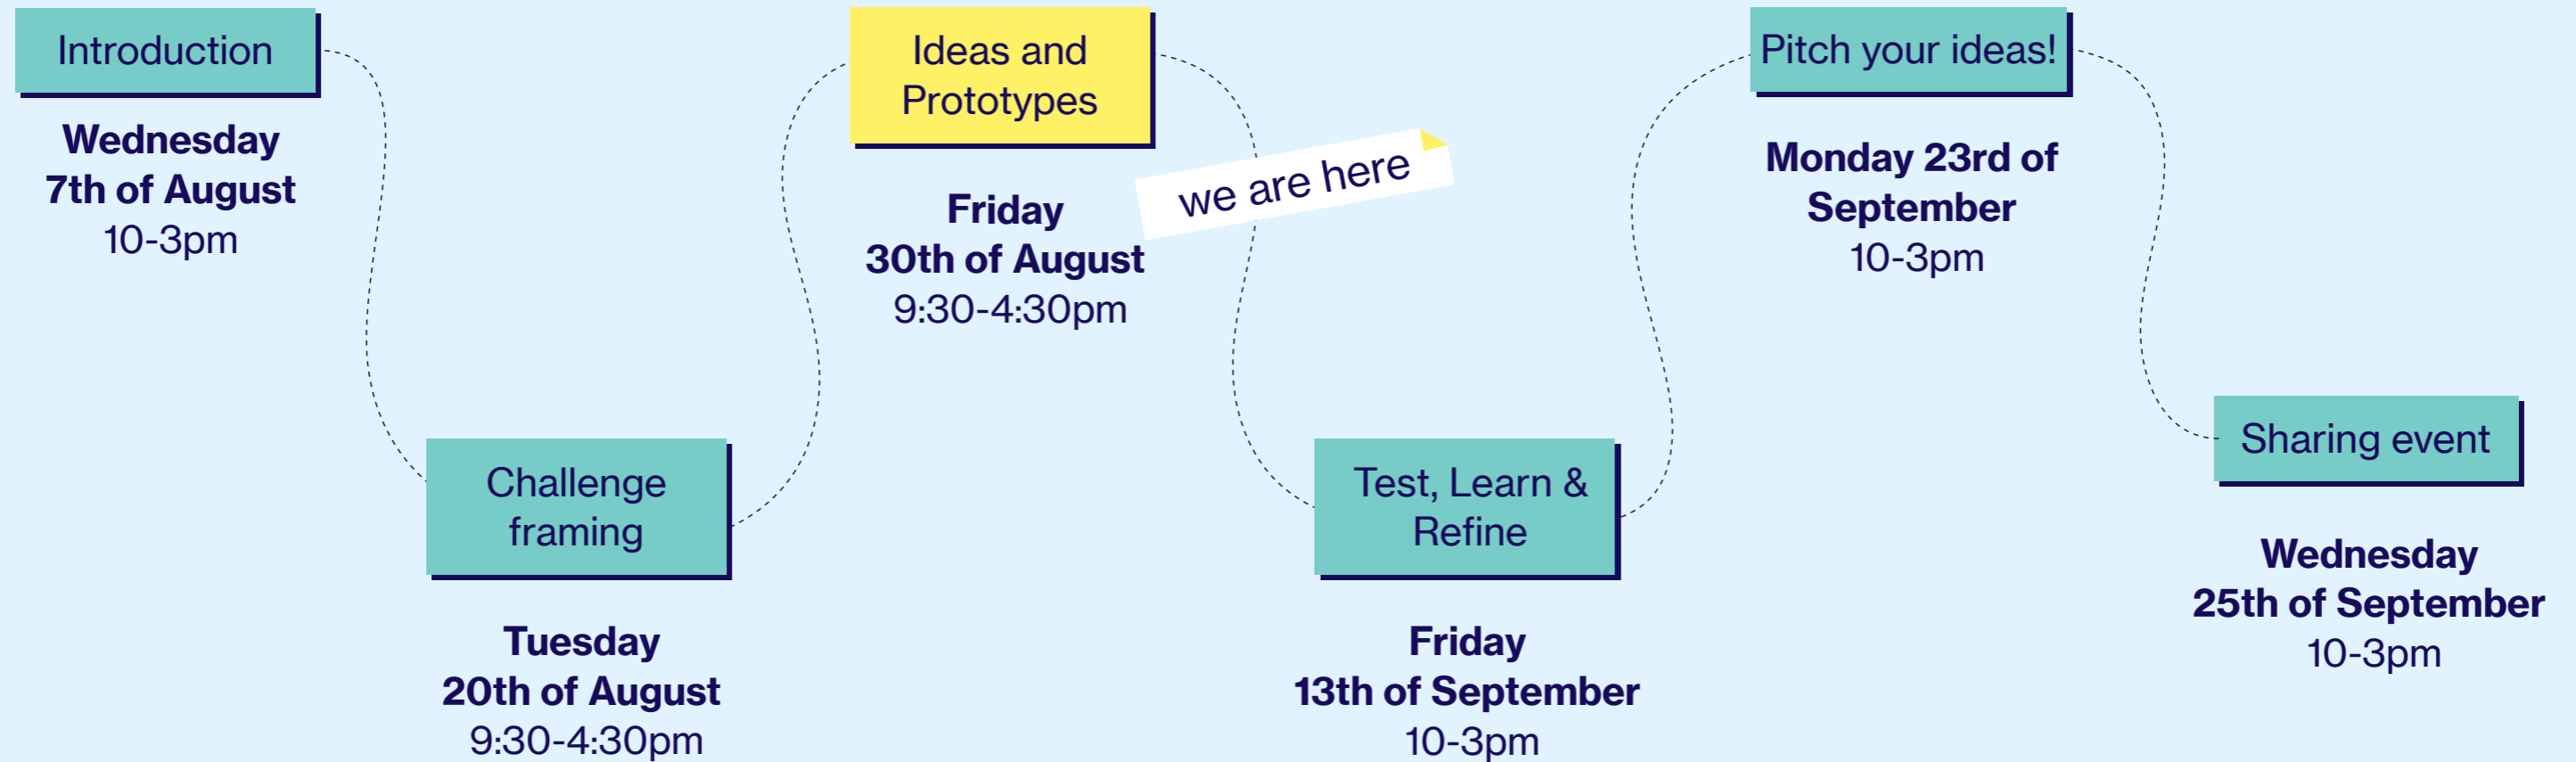 Introduction
Wednesday
7th of August
10-3pm
Challenge
framing
Tuesday
20th of August
9:30-4:30pm
Ideas and
Prototypes
Friday
30th of August
9:30-4:30pm
we are here
Test, Learn &
Refine
Friday
13th of September
10-3pm
Pitch your ideas!
Monday 23rd of
September
10-3pm
Sharing event
Wednesday
25th of September
10-3pm